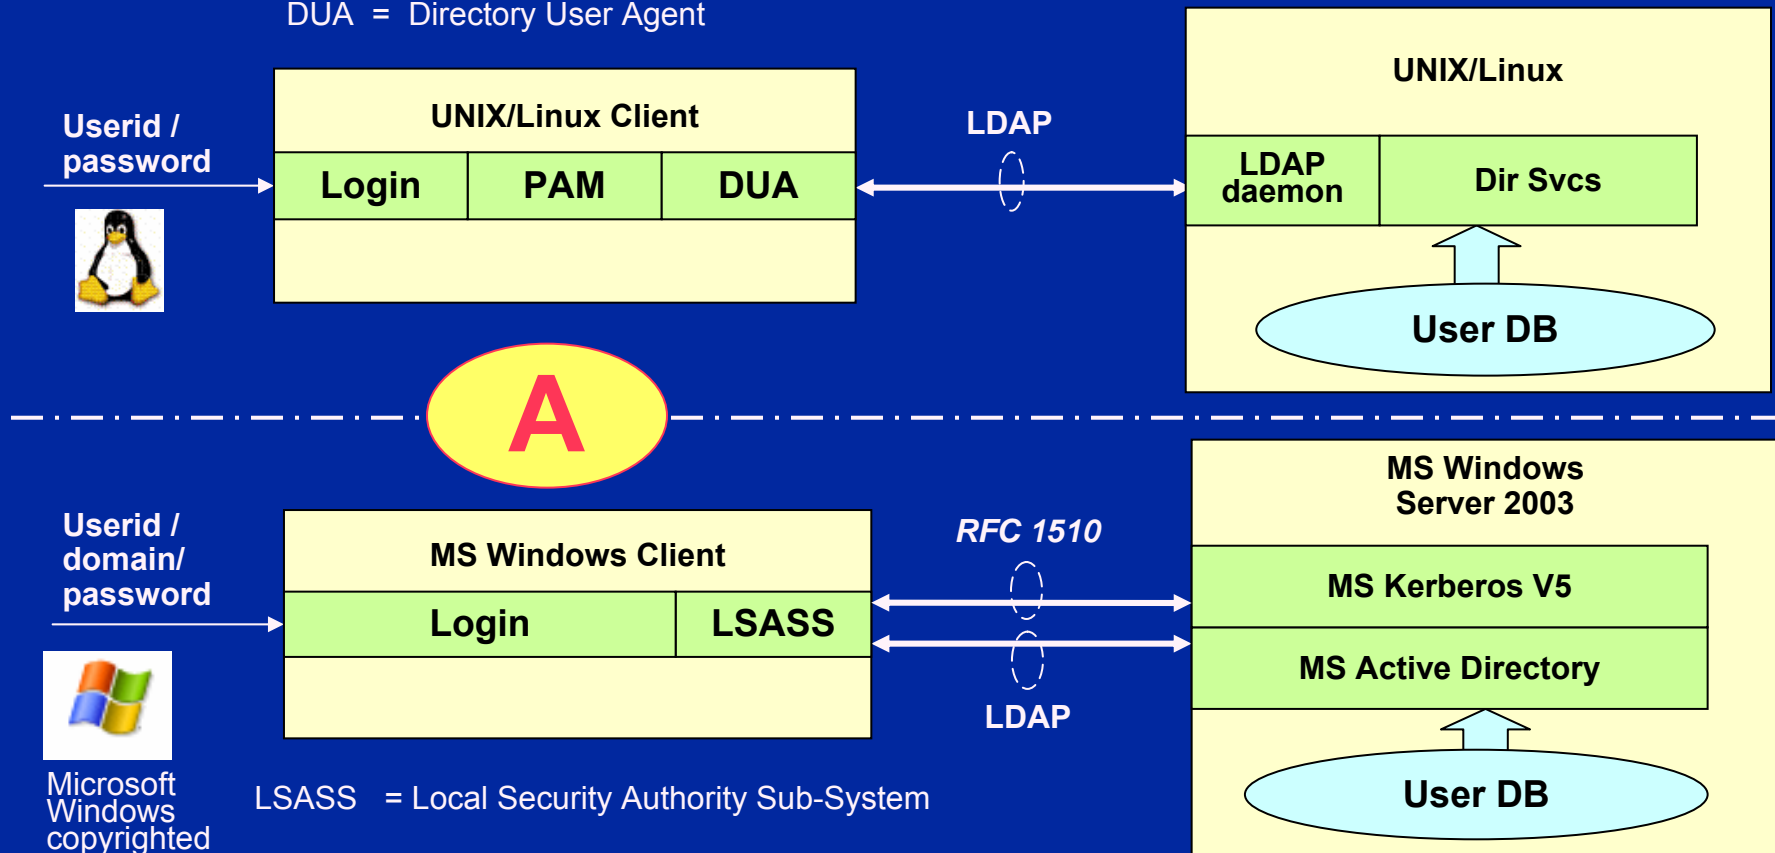 DUA = Directory User Agent
UNIX/Linux
UNIX/Linux Client
Userid /
password
Login
PAM
DUA
LDAP
LDAP
daemon
Dir Svcs
User DB
A
MS Windows
Server 2003
Userid /
domain/
password
MS Windows Client
Login
LSASS
RFC 1510
LDAP
MS Kerberos V5
MS Active Directory
User DB
Microsoft
Windows
copyrighted
LSASS = Local Security Authority Sub-System